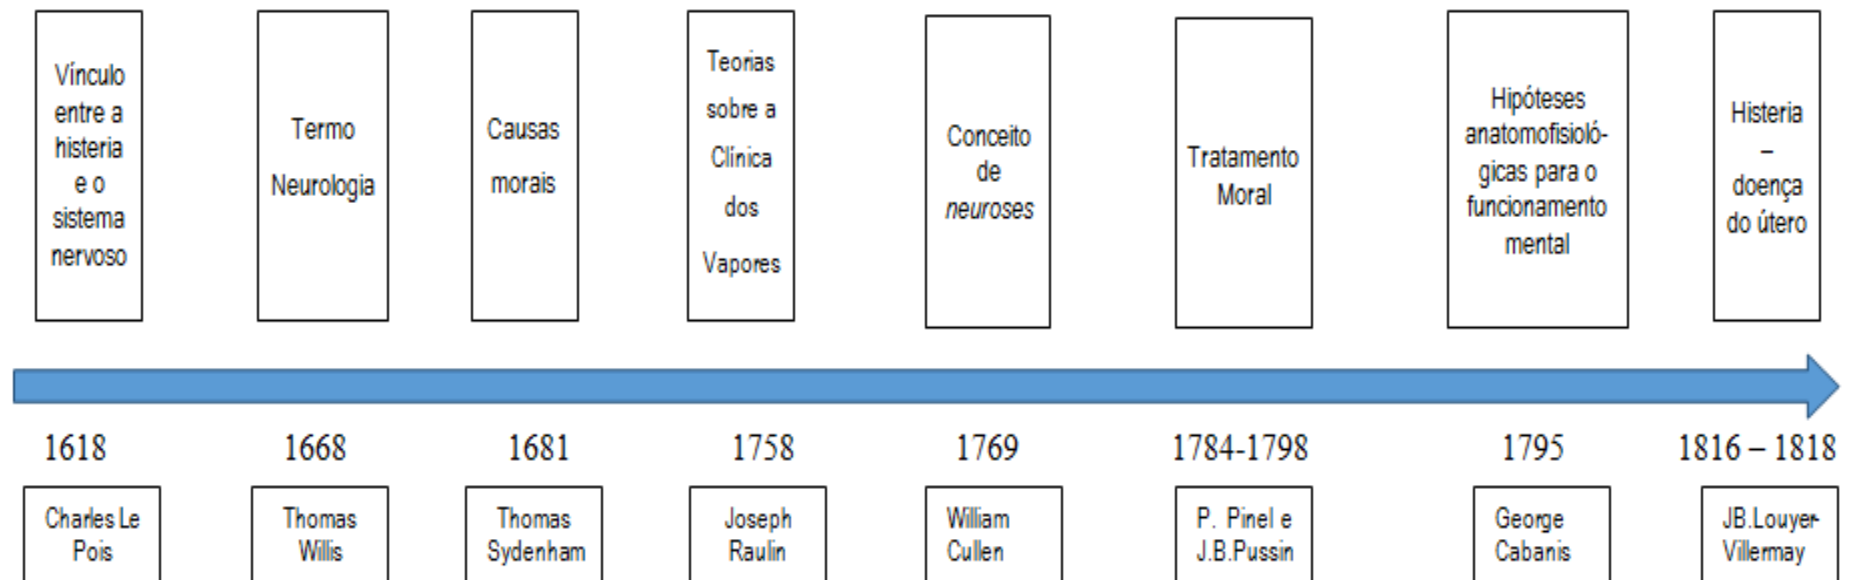 Vínculo
entre a
histeria
e o
sistema
nervoso
Termo
Neurologia
Causas
morais
Teorias
sobre a
Clínica
dos
Vapores
Conceito
de
neuroses
Tratamento
Moral
Hipóteses
anatomofisioló-
gicas para o
funcionamento
mental
Histeria
–
doença
do útero
1618
1668
1681
1758
1769
1784-1798
1795
1816 – 1818
Charles Le
Pois
Thomas
Willis
Thomas
Sydenham
Joseph
Raulin
William
Cullen
P. Pinel e
J.B.Pussin
George
Cabanis
JB.Louyer-
Villermay